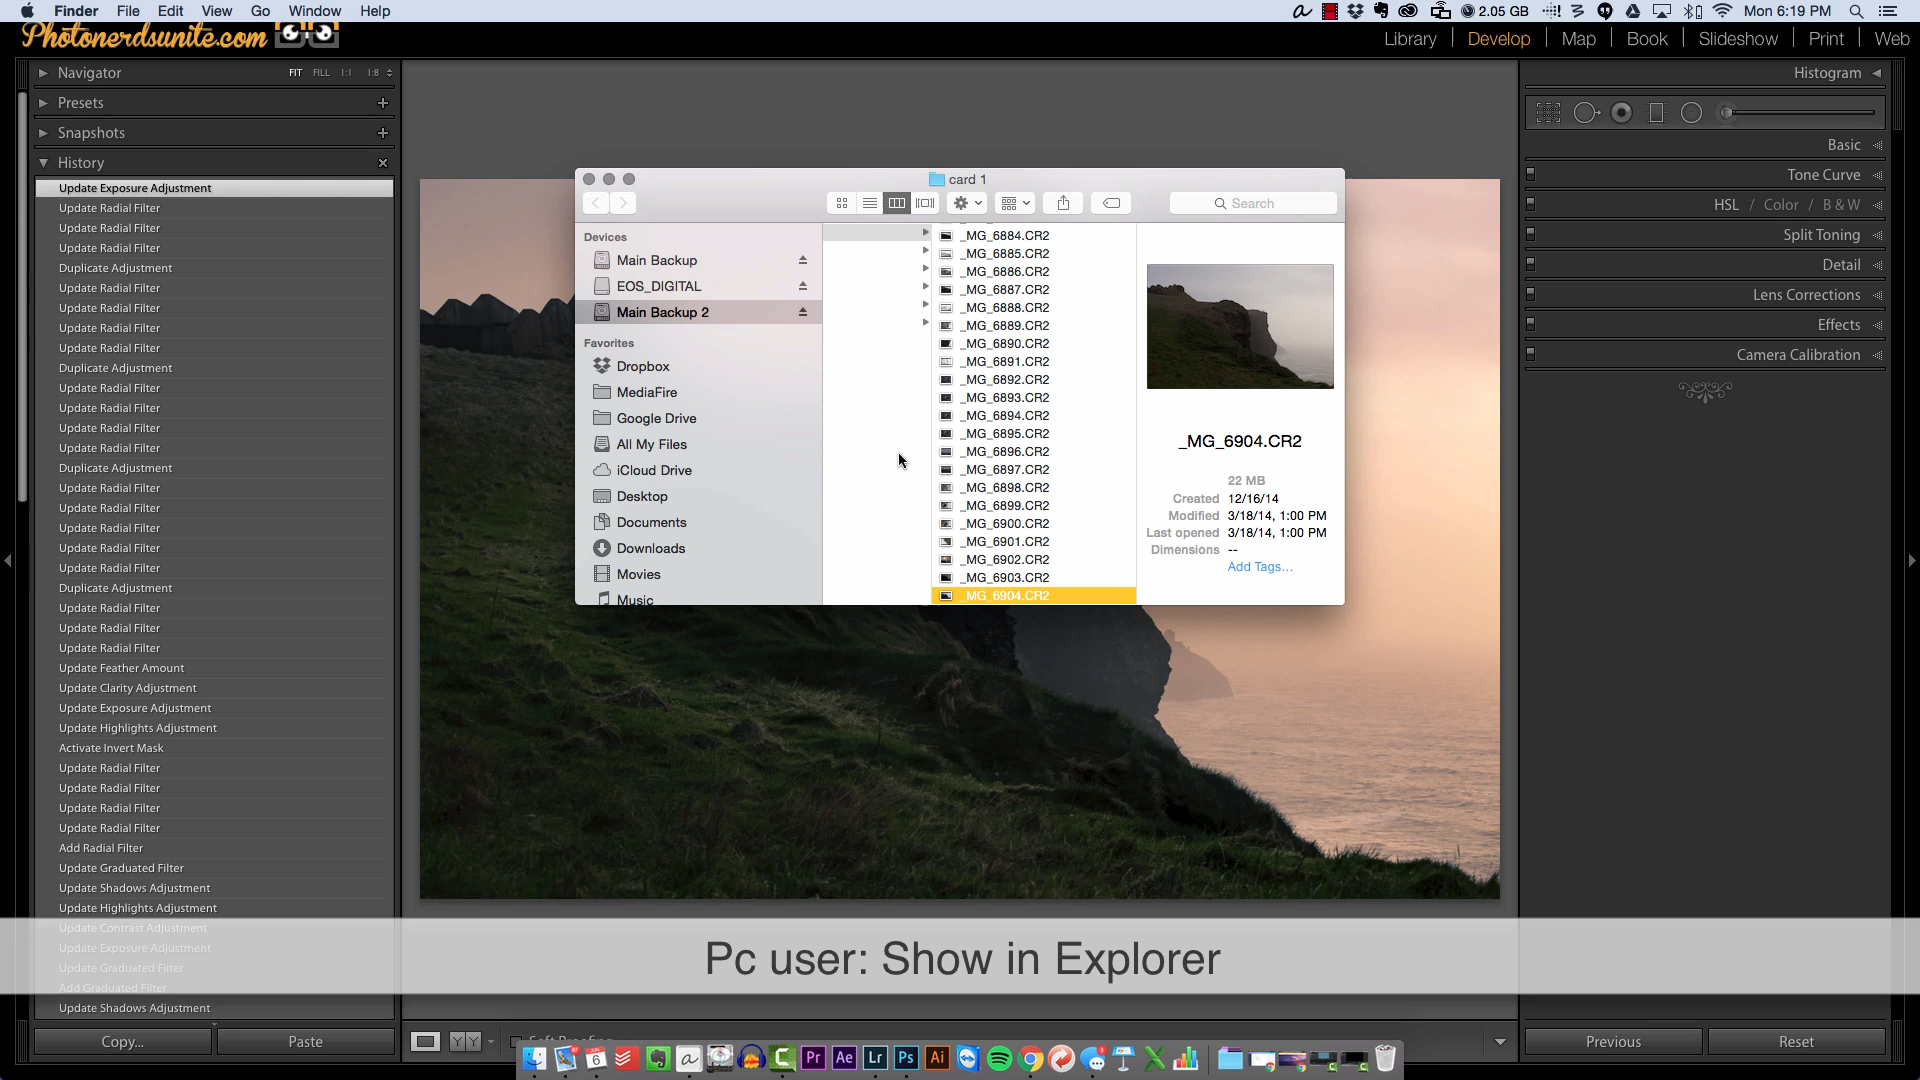 Finder File Edit View Go Window Help
2.05 GB Mon 6:19 PM
Photonerdsunite.com
Library Develop Map Book Slideshow Print Web
Navigator FIT FILL 1:1 1:8
Presets
Snapshots
History
Update Exposure Adjustment
Update Radial Filter
Update Radial Filter
Update Radial Filter
Duplicate Adjustment
Update Radial Filter
Update Radial Filter
Update Radial Filter
Update Radial Filter
Duplicate Adjustment
Update Radial Filter
Update Radial Filter
Update Radial Filter
Update Radial Filter
Duplicate Adjustment
Update Radial Filter
Update Radial Filter
Update Radial Filter
Update Radial Filter
Update Radial Filter
Duplicate Adjustment
Update Radial Filter
Update Radial Filter
Update Radial Filter
Update Feather Amount
Update Clarity Adjustment
Update Exposure Adjustment
Update Highlights Adjustment
Activate Invert Mask
Update Radial Filter
Update Radial Filter
Update Radial Filter
Update Radial Filter
Add Radial Filter
Update Graduated Filter
Update Shadows Adjustment
Update Highlights Adjustment
Update Contrast Adjustment
Update Exposure Adjustment
Update Graduated Filter
Add Graduated Filter
Update Shadows Adjustment
Copy... Paste
card 1
Search
Devices
Main Backup
EOS_DIGITAL
Main Backup 2
Favorites
Dropbox
MediaFire
Google Drive
All My Files
iCloud Drive
Desktop
Documents
Downloads
Movies
Music
_MG_6884.CR2
_MG_6885.CR2
_MG_6886.CR2
_MG_6887.CR2
_MG_6888.CR2
_MG_6889.CR2
_MG_6890.CR2
_MG_6891.CR2
_MG_6892.CR2
_MG_6893.CR2
_MG_6894.CR2
_MG_6895.CR2
_MG_6896.CR2
_MG_6897.CR2
_MG_6898.CR2
_MG_6899.CR2
_MG_6900.CR2
_MG_6901.CR2
_MG_6902.CR2
_MG_6903.CR2
_MG_6904.CR2
_MG_6904.CR2
22 MB
Created 12/16/14
Modified 3/18/14, 1:00 PM
Last opened 3/18/14, 1:00 PM
Dimensions --
Add Tags...
Histogram
Basic
Tone Curve
HSL / Color / B & W
Split Toning
Detail
Lens Corrections
Effects
Camera Calibration
Pc user: Show in Explorer
Soft Proofing
Previous Reset
6 a Pr Ae Lr Ps Ai